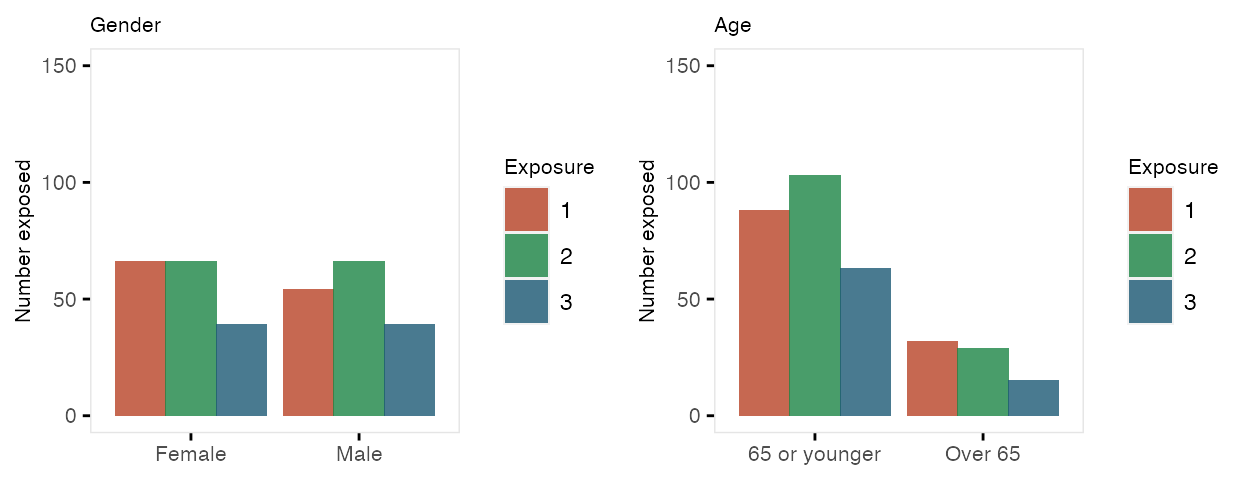 Gender
150
100
50
0
Number exposed
Female
Male
Exposure
1
2
3
Age
150
100
50
0
Number exposed
65 or younger
Over 65
Exposure
1
2
3